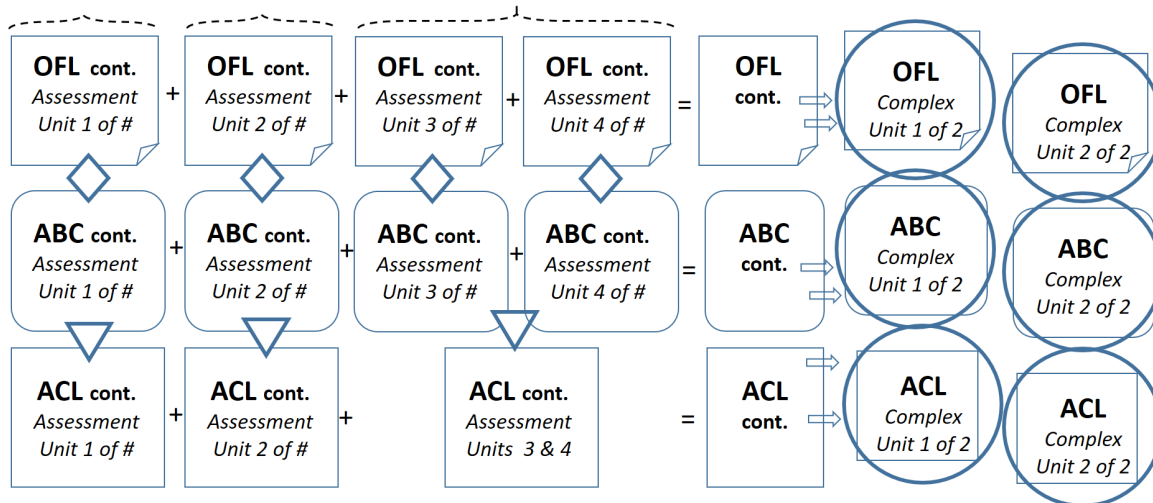 OFL cont.
Assessment
Unit 1 of #
+
OFL cont.
Assessment
Unit 2 of #
+
OFL cont.
Assessment
Unit 3 of #
+
OFL cont.
Assessment
Unit 4 of #
=
OFL
cont.
OFL
Complex
Unit 1 of 2
OFL
Complex
Unit 2 of 2
ABC cont.
Assessment
Unit 1 of #
+
ABC cont.
Assessment
Unit 2 of #
+
ABC cont.
Assessment
Unit 3 of #
+
ABC cont.
Assessment
Unit 4 of #
=
ABC
cont.
ABC
Complex
Unit 1 of 2
ABC
Complex
Unit 2 of 2
ACL cont.
Assessment
Unit 1 of #
+
ACL cont.
Assessment
Unit 2 of #
+
ACL cont.
Assessment
Units 3 & 4
=
ACL
cont.
ACL
Complex
Unit 1 of 2
ACL
Complex
Unit 2 of 2